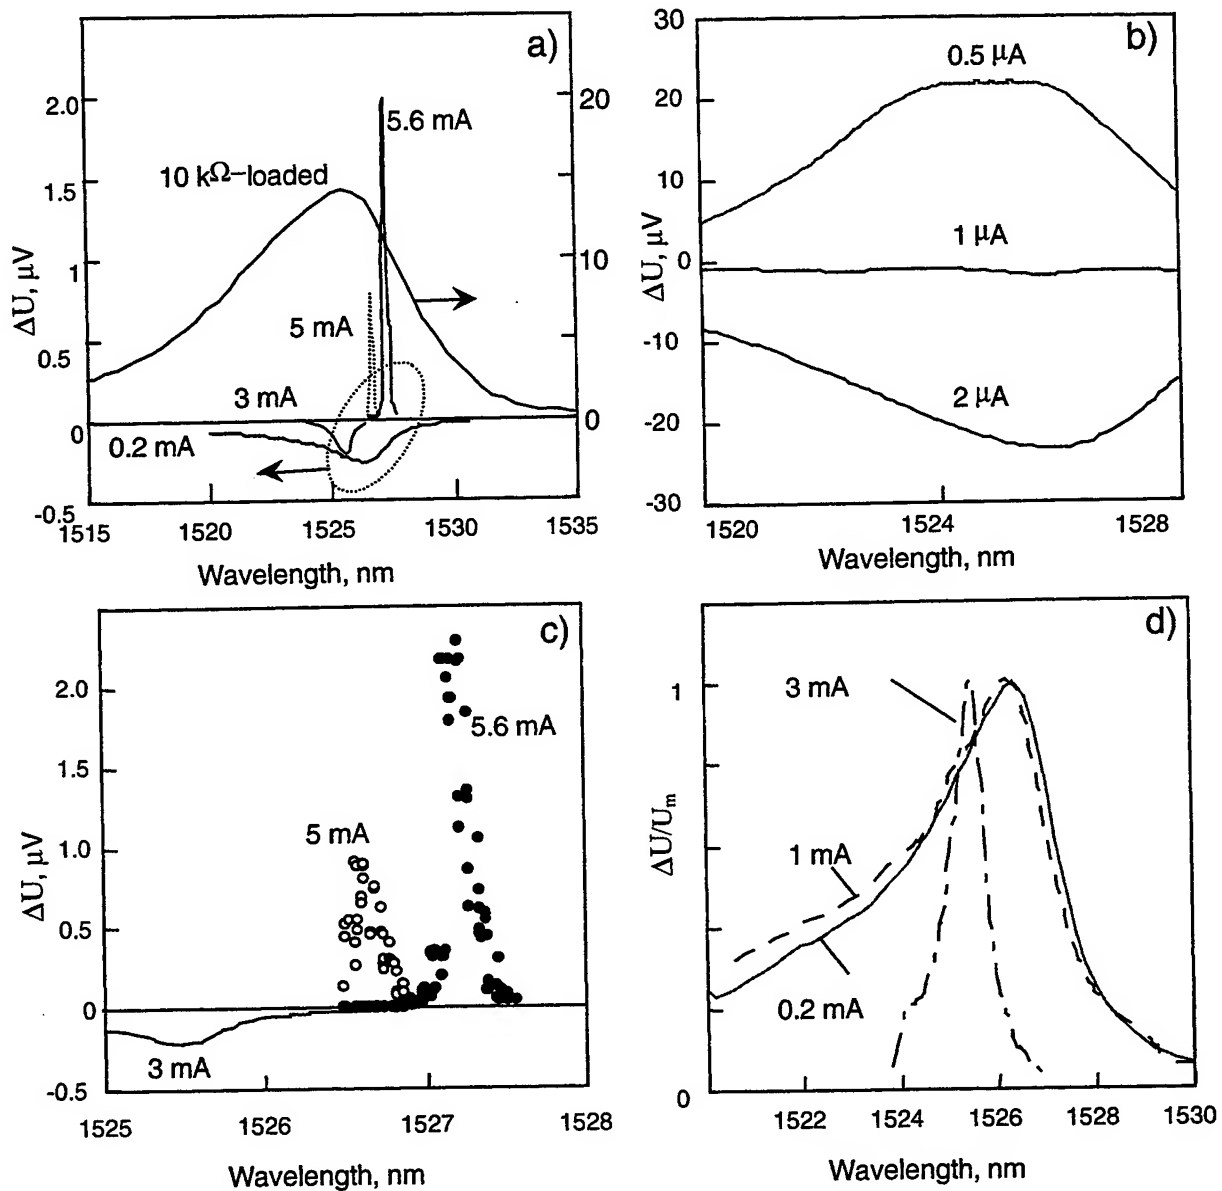 a)
2.0
1.5
1
0.5
0
-0.5
20
10
0
ΔU, μV
5.6 mA
10 kΩ-loaded
5 mA
3 mA
0.2 mA
1515 1520 1525 1530 1535
Wavelength, nm
b)
30
20
10
0
-10
-20
-30
ΔU, μV
0.5 μA
1 μA
2 μA
1520 1524 1528
Wavelength, nm
c)
2.0
1.5
1.0
0.5
0
-0.5
ΔU, μV
5.6 mA
5 mA
3 mA
1525 1526 1527 1528
Wavelength, nm
d)
1
0
ΔU/Um
3 mA
1 mA
0.2 mA
1522 1524 1526 1528 1530
Wavelength, nm